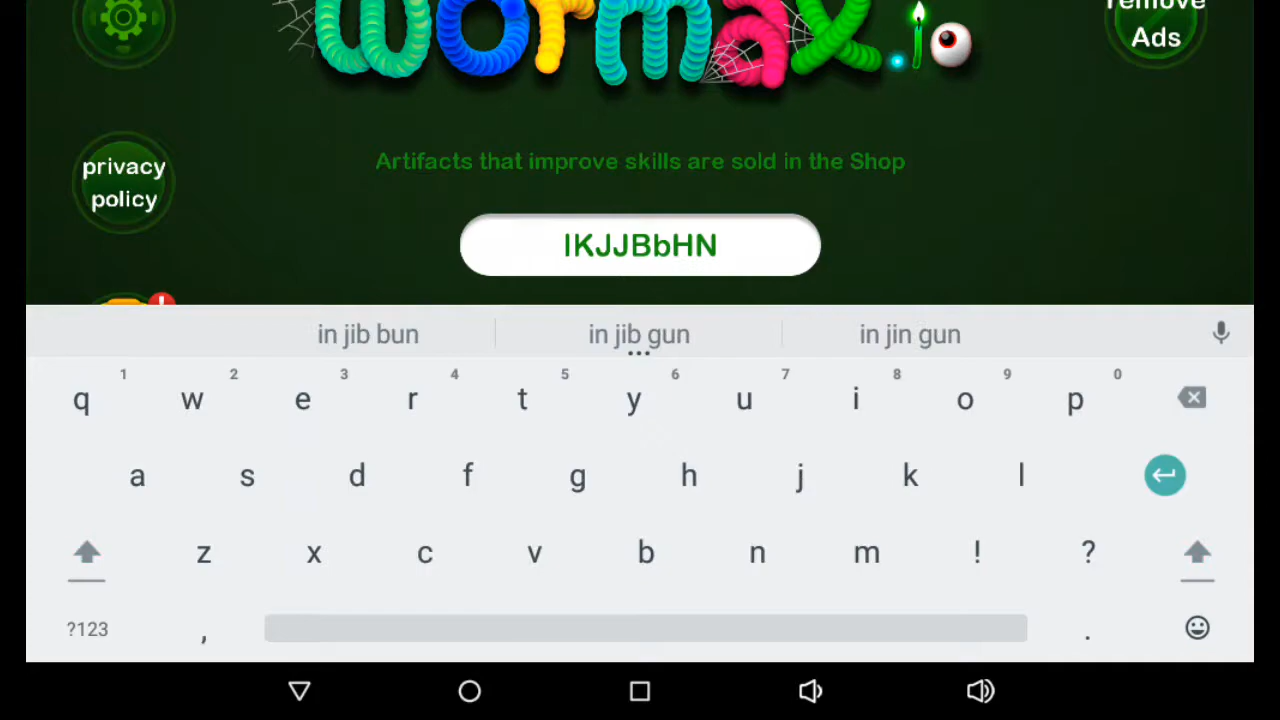 wormax.io
remove
Ads
privacy
policy
Artifacts that improve skills are sold in the Shop
IKJJBbHN
in jib bun
in jib gun
in jin gun
1 2 3 4 5 6 7 8 9 0
q w e r t y u i o p
a s d f g h j k l
z x c v b n m ! ?
?123 , .